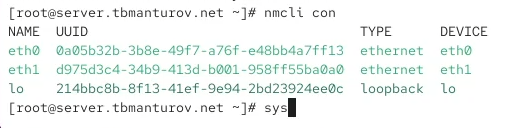 [root@server.tbmanturov.net ~]# nmcli con
NAME UUID TYPE DEVICE
eth0 0a05b32b-3b8e-49f7-a76f-e48bb4a7ff13 ethernet eth0
eth1 d975d3c4-34b9-413d-b001-958ff55ba0a0 ethernet eth1
lo 214bbc8b-8f13-41ef-9e94-2bd23924ee0c loopback lo
[root@server.tbmanturov.net ~]# sys